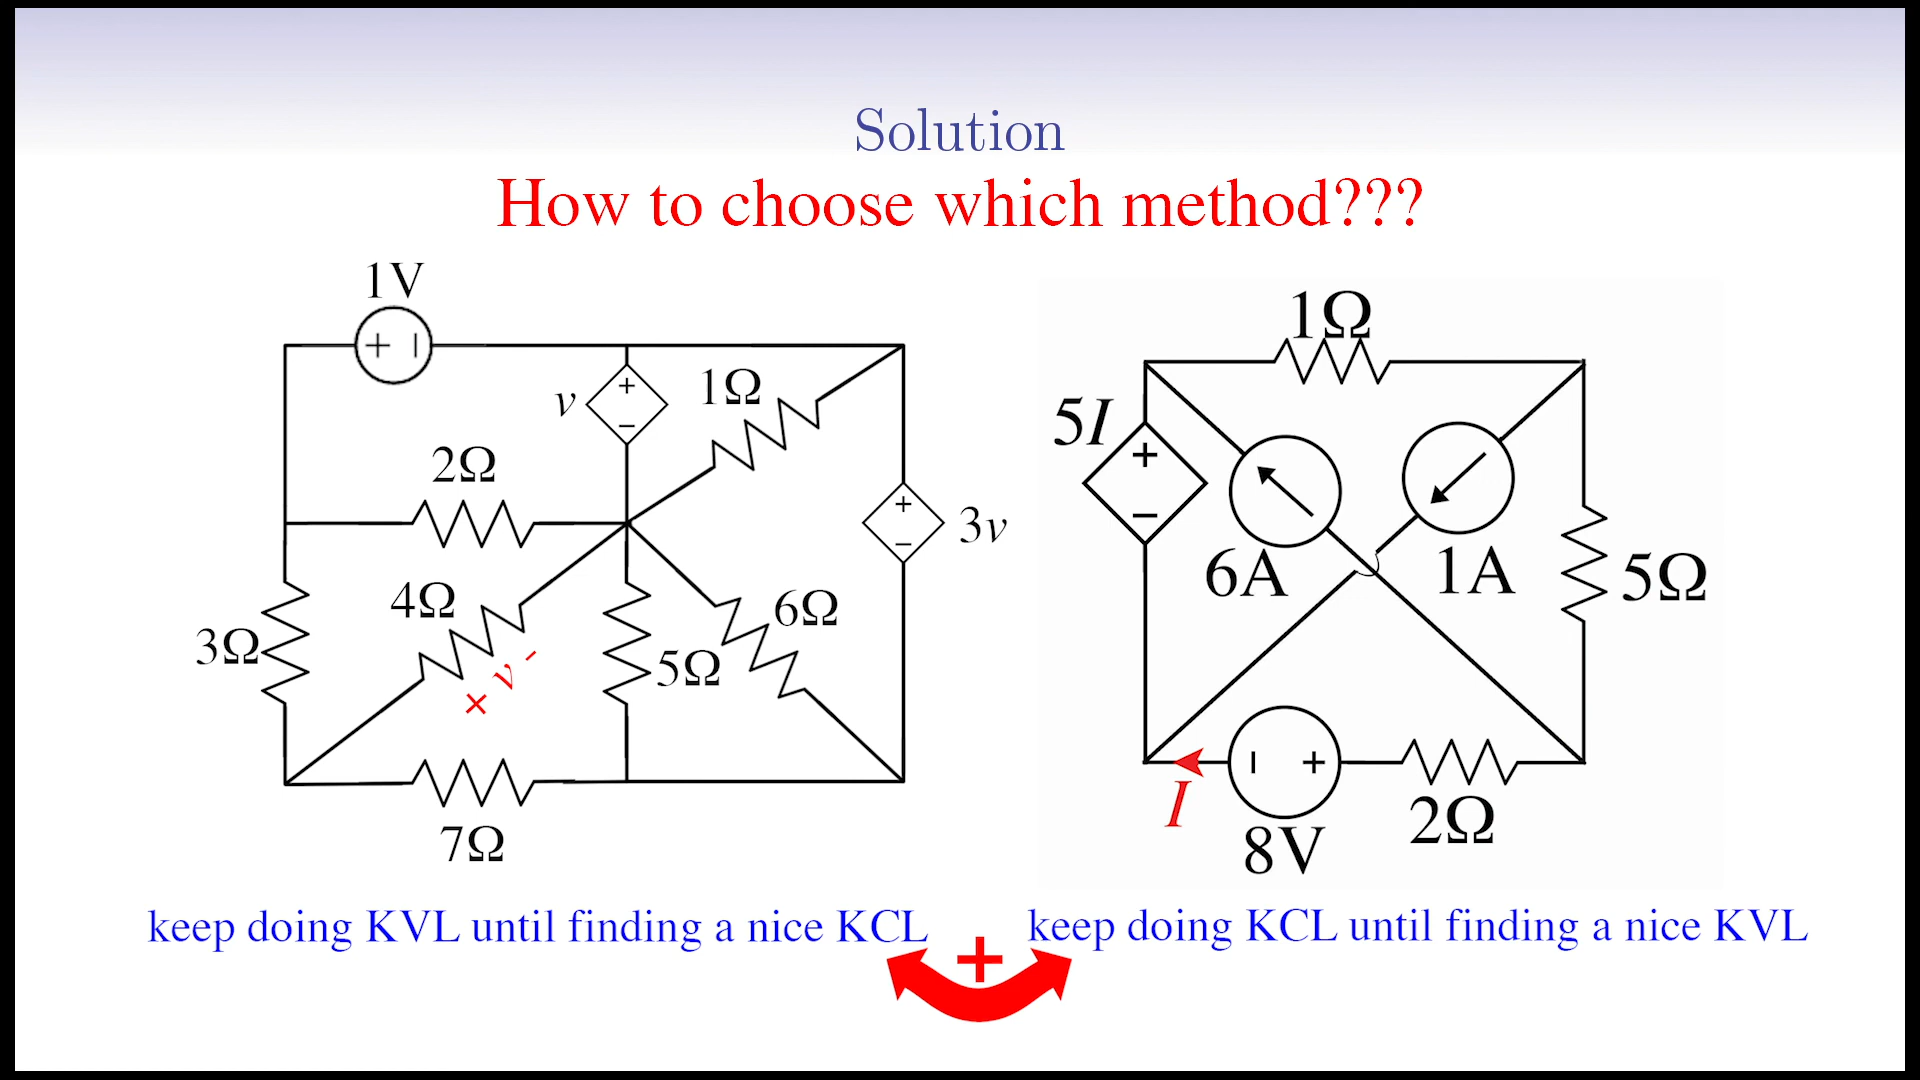 Solution
How to choose which method???
1V
+ −
v
+
−
1Ω
2Ω
+
−
3v
4Ω
6Ω
3Ω
5Ω
+ v -
7Ω
1Ω
5I
+
−
6A
1A
5Ω
− +
I
8V
2Ω
keep doing KVL until finding a nice KCL
+
keep doing KCL until finding a nice KVL